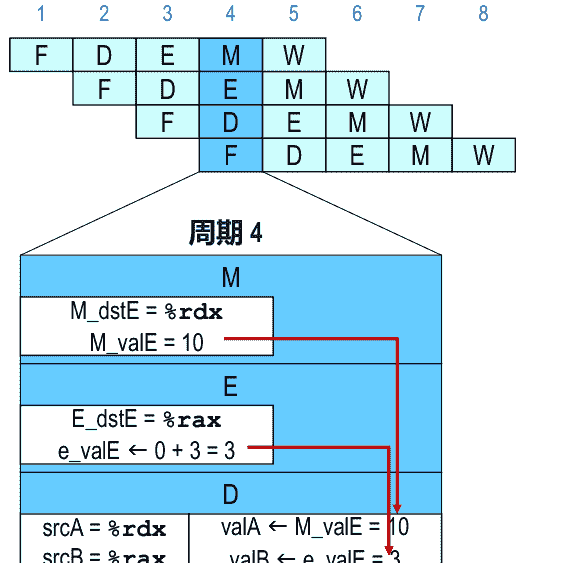 1 2 3 4 5 6 7 8
F D E M W
F D E M W
F D E M W
F D E M W
周期 4
M
M_dstE = %rdx
M_valE = 10
E
E_dstE = %rax
e_valE ← 0 + 3 = 3
D
srcA = %rdx valA ← M_valE = 10
srcB = %rax valB ← e_valE = 3